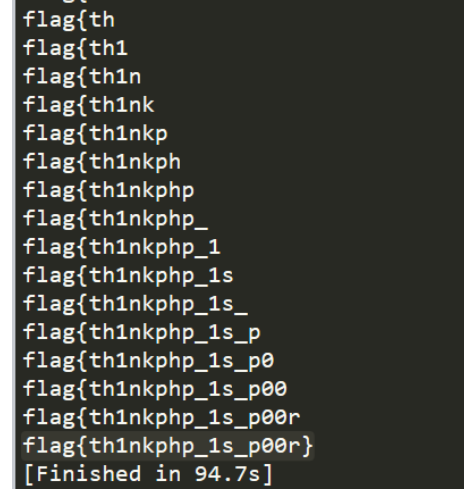 flag{th
flag{th1
flag{th1n
flag{th1nk
flag{th1nkp
flag{th1nkph
flag{th1nkphp
flag{th1nkphp_
flag{th1nkphp_1
flag{th1nkphp_1s
flag{th1nkphp_1s_
flag{th1nkphp_1s_p
flag{th1nkphp_1s_p0
flag{th1nkphp_1s_p00
flag{th1nkphp_1s_p00r
flag{th1nkphp_1s_p00r}
[Finished in 94.7s]